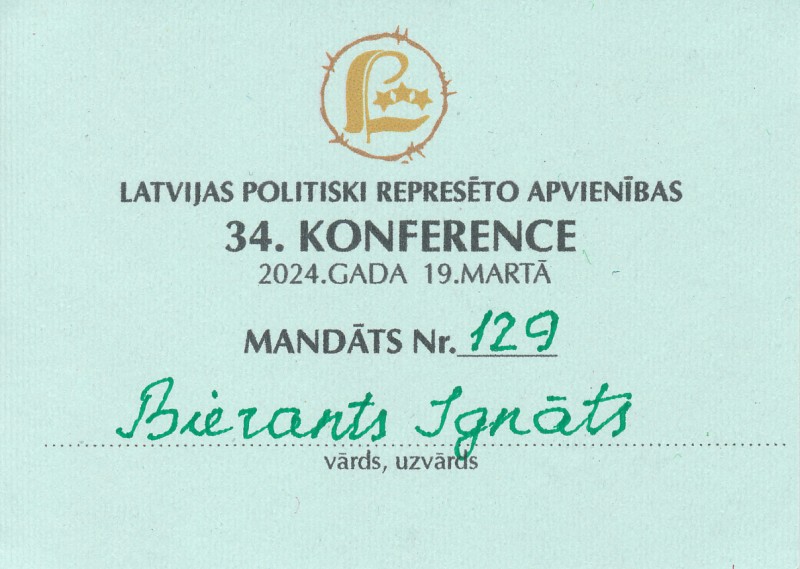 LATVIJAS POLITISKI REPRESĒTO APVIENĪBAS
34. KONFERENCE
2024.GADA 19.MARTĀ
MANDĀTS Nr. 129
Bierants Ignāts
vārds, uzvārds